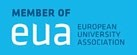 MEMBER OF
eua
EUROPEAN
UNIVERSITY
ASSOCIATION